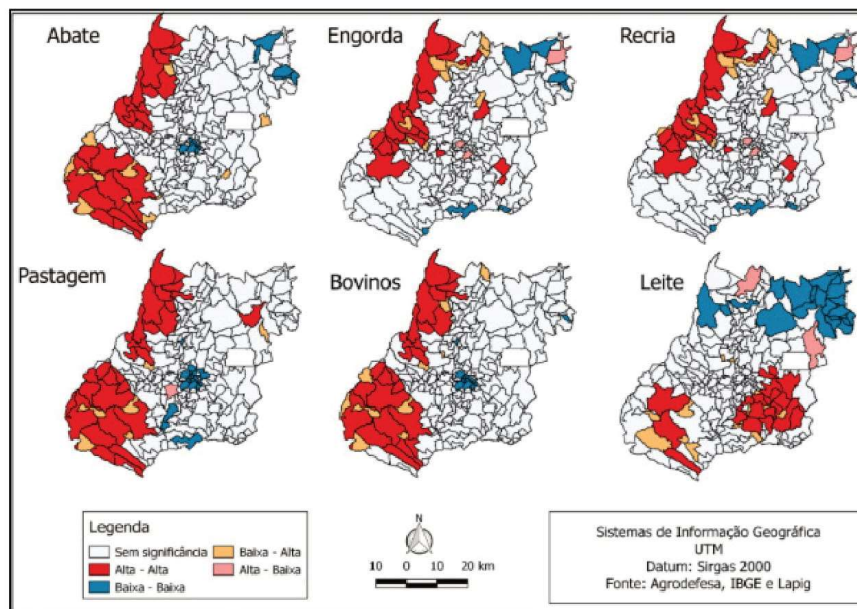 Abate
Engorda
Recria
Pastagem
Bovinos
Leite
Legenda
Sem significância
Alta - Alta
Baixa - Baixa
Baixa - Alta
Alta - Baixa
N
10 0 10 20 km
Sistemas de Informação Geográfica
UTM
Datum: Sirgas 2000
Fonte: Agrodefesa, IBGE e Lapig